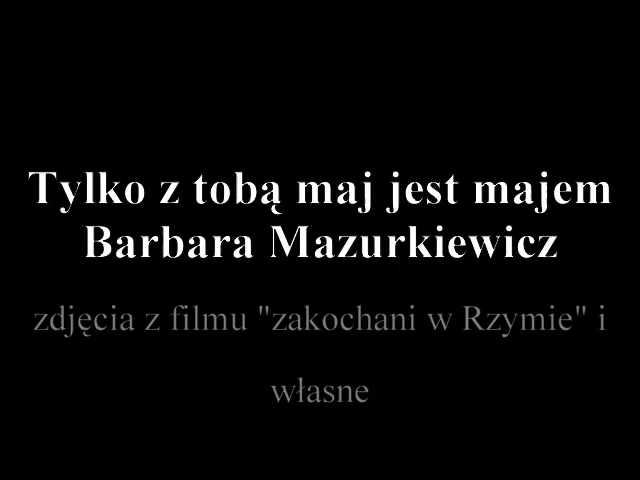 Tylko z tobą maj jest majem
Barbara Mazurkiewicz
zdjęcia z filmu "zakochani w Rzymie" i
własne